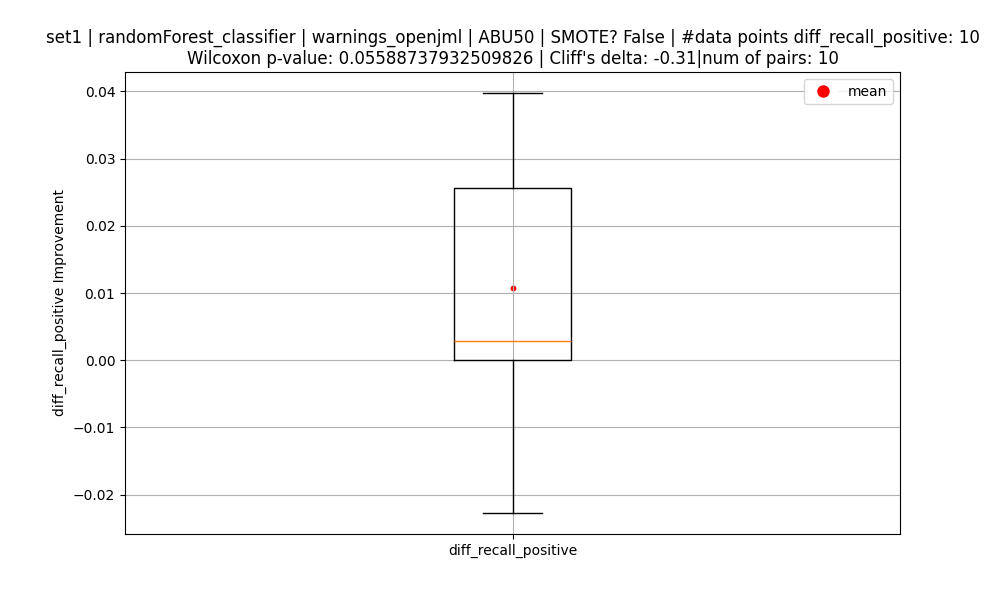 set1 | randomForest_classifier | warnings_openjml | ABU50 | SMOTE? False | #data points diff_recall_positive: 10
Wilcoxon p-value: 0.05588737932509826 | Cliff's delta: -0.31|num of pairs: 10
mean
0.04
0.03
0.02
0.01
0.00
−0.01
−0.02
diff_recall_positive Improvement
diff_recall_positive